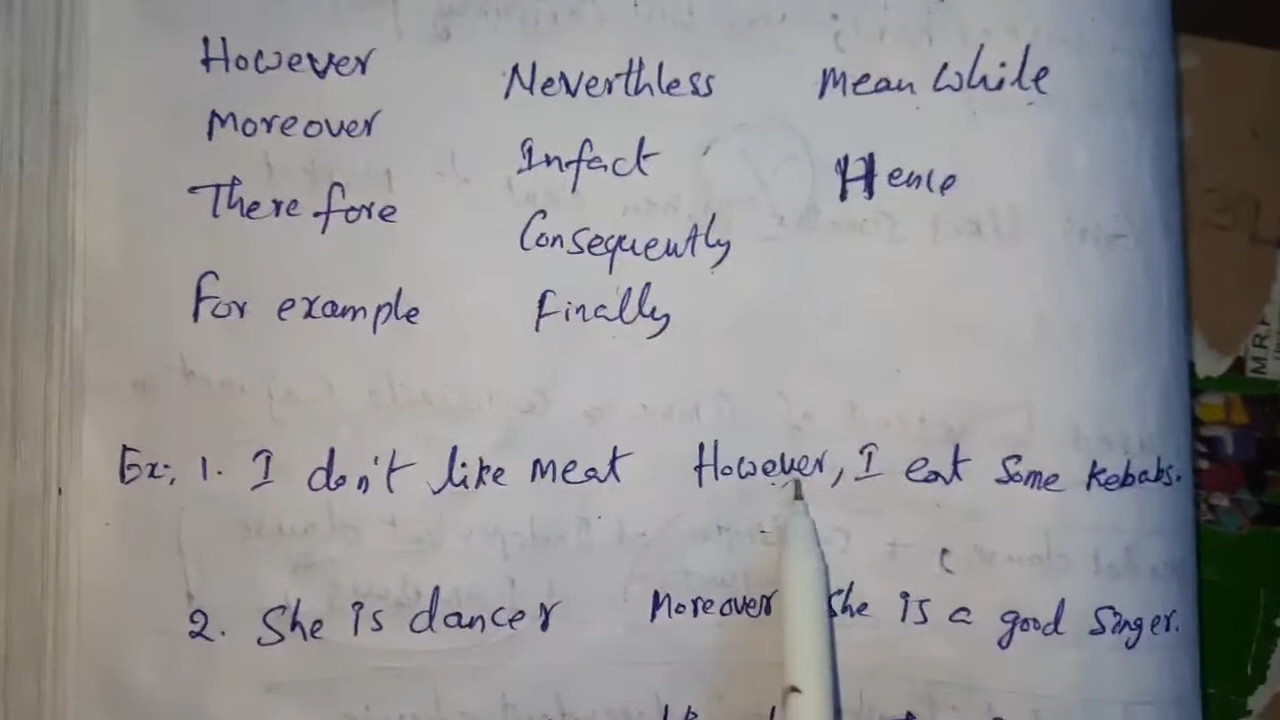 However Neverthless Mean while
Moreover Infact Hence
There fore Consequently
For example Finally
Ex; 1. I don't like meat However, I eat Some Kebabs.
2. She is dancer Moreover She is a good Singer.
M.R.